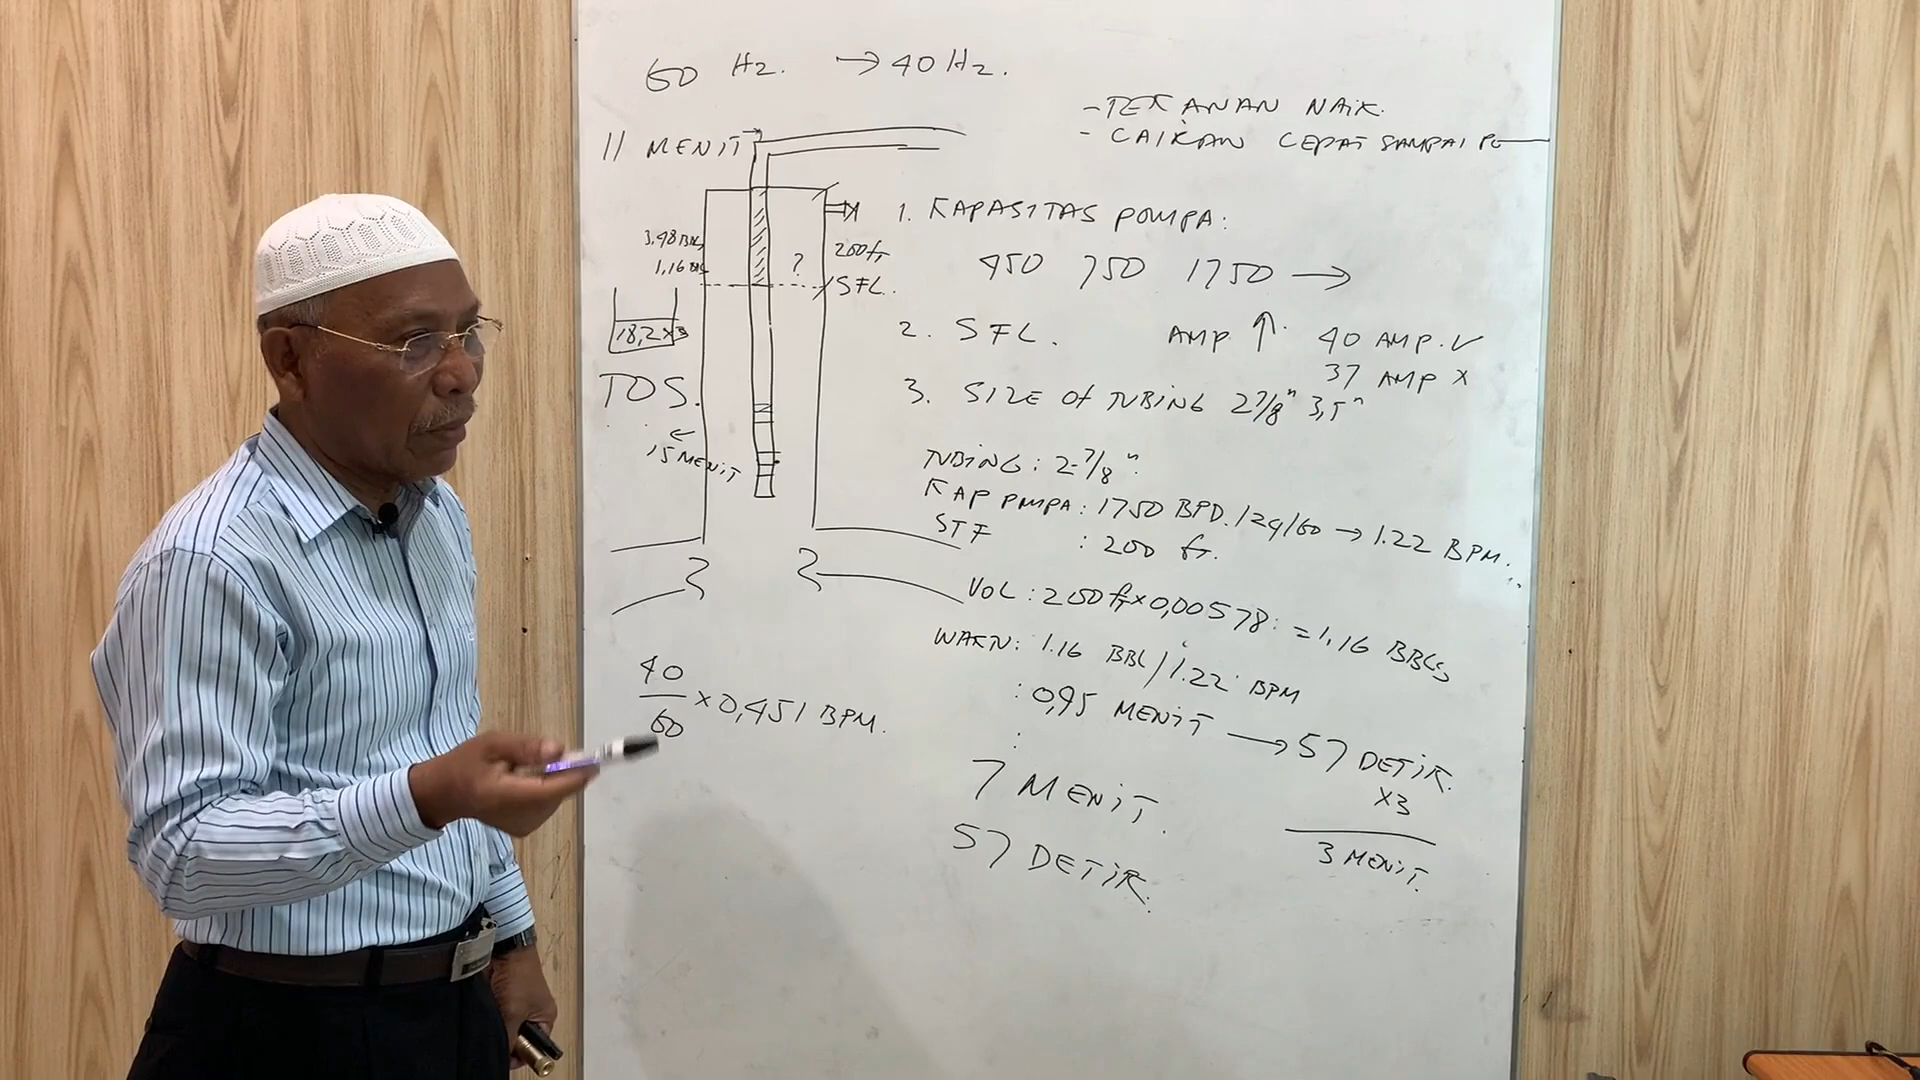 60 Hz. → 40 Hz.
- TEKANAN NAIK.
- CAIRAN CEPAT SAMPAI
11 MENIT
3.48 BBLS
1.16 BBLS
?
200 ft
SFL.
18,2 x 3
TOS.
←
15 MENIT
1. KAPASITAS POMPA:
450 750 1750 →
2. SFL. AMP ↑. 40 AMP. ✓
37 AMP X
3. SIZE of TUBING 2 7/8" 3,5"
TUBING: 2-7/8".
KAP POMPA: 1750 BPD. /24/60 → 1.22 BPM..
STF : 200 ft.
VOL: 200 ft x 0,00578: = 1,16 BBLS
WAKTU: 1.16 BBL / 1.22 BPM
: 0,95 MENIT → 57 DETIK.
x3
3 MENIT.
:
7 MENIT.
57 DETIK.
40
60 x 0,451 BPM.